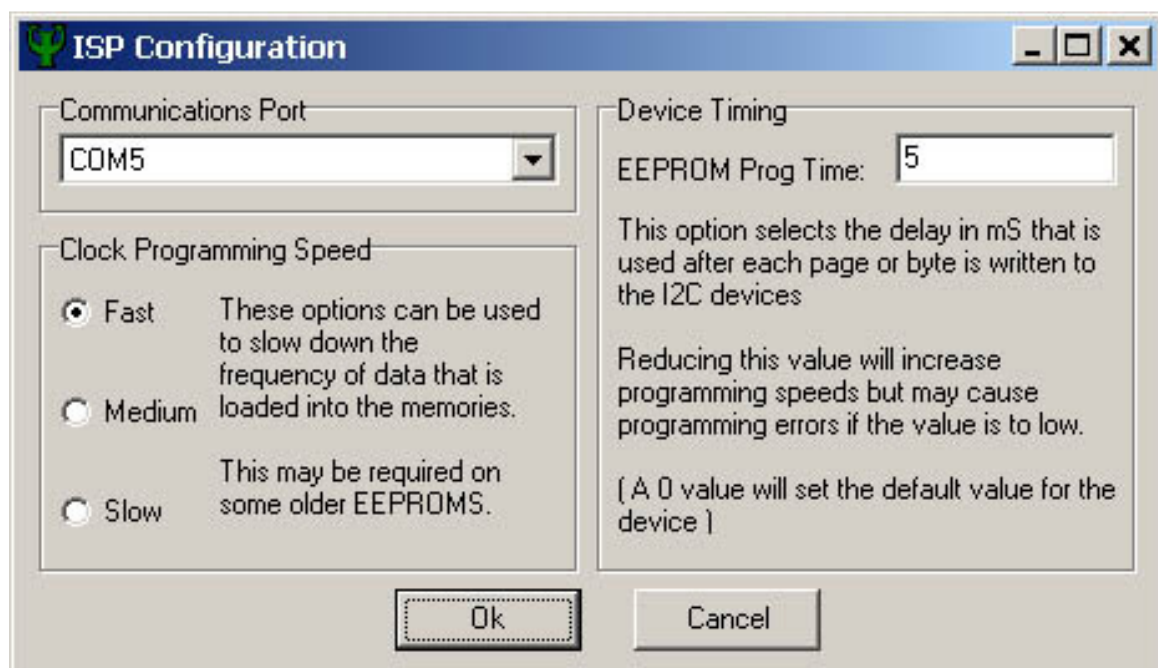 ISP Configuration
Communications Port
COM5
Clock Programming Speed
Fast
These options can be used
to slow down the
frequency of data that is
loaded into the memories.
Medium
This may be required on
some older EEPROMS.
Slow
Device Timing
EEPROM Prog Time: 5
This option selects the delay in mS that is
used after each page or byte is written to
the I2C devices
Reducing this value will increase
programming speeds but may cause
programming errors if the value is to low.
( A 0 value will set the default value for the
device )
Ok
Cancel